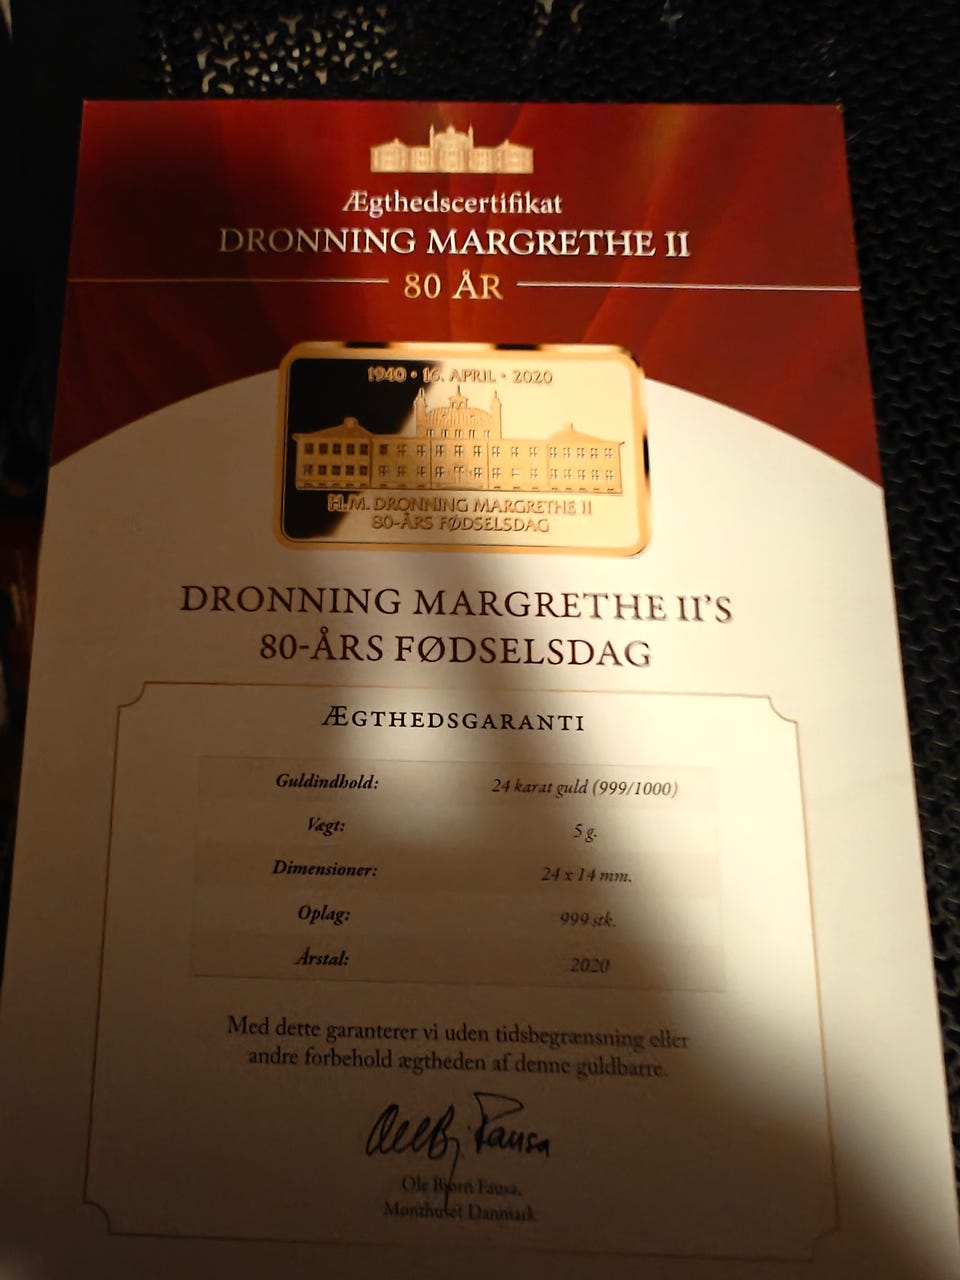 Ægthedscertifikat
DRONNING MARGRETHE II
80 ÅR
1940 • 16. APRIL • 2020
H.M. DRONNING MARGRETHE II
80-ÅRS FØDSELSDAG
DRONNING MARGRETHE II'S
80-ÅRS FØDSELSDAG
ÆGTHEDSGARANTI
Guldindhold: 24 karat guld (999/1000)
Vægt: 5 g.
Dimensioner: 24 x 14 mm.
Oplag: 999 stk.
Årstal: 2020
Med dette garanterer vi uden tidsbegrænsning eller
andre forbehold ægtheden af denne guldbarre.
Ole Bj. Fausa
Ole Bjørn Fausa,
Mønthuset Danmark